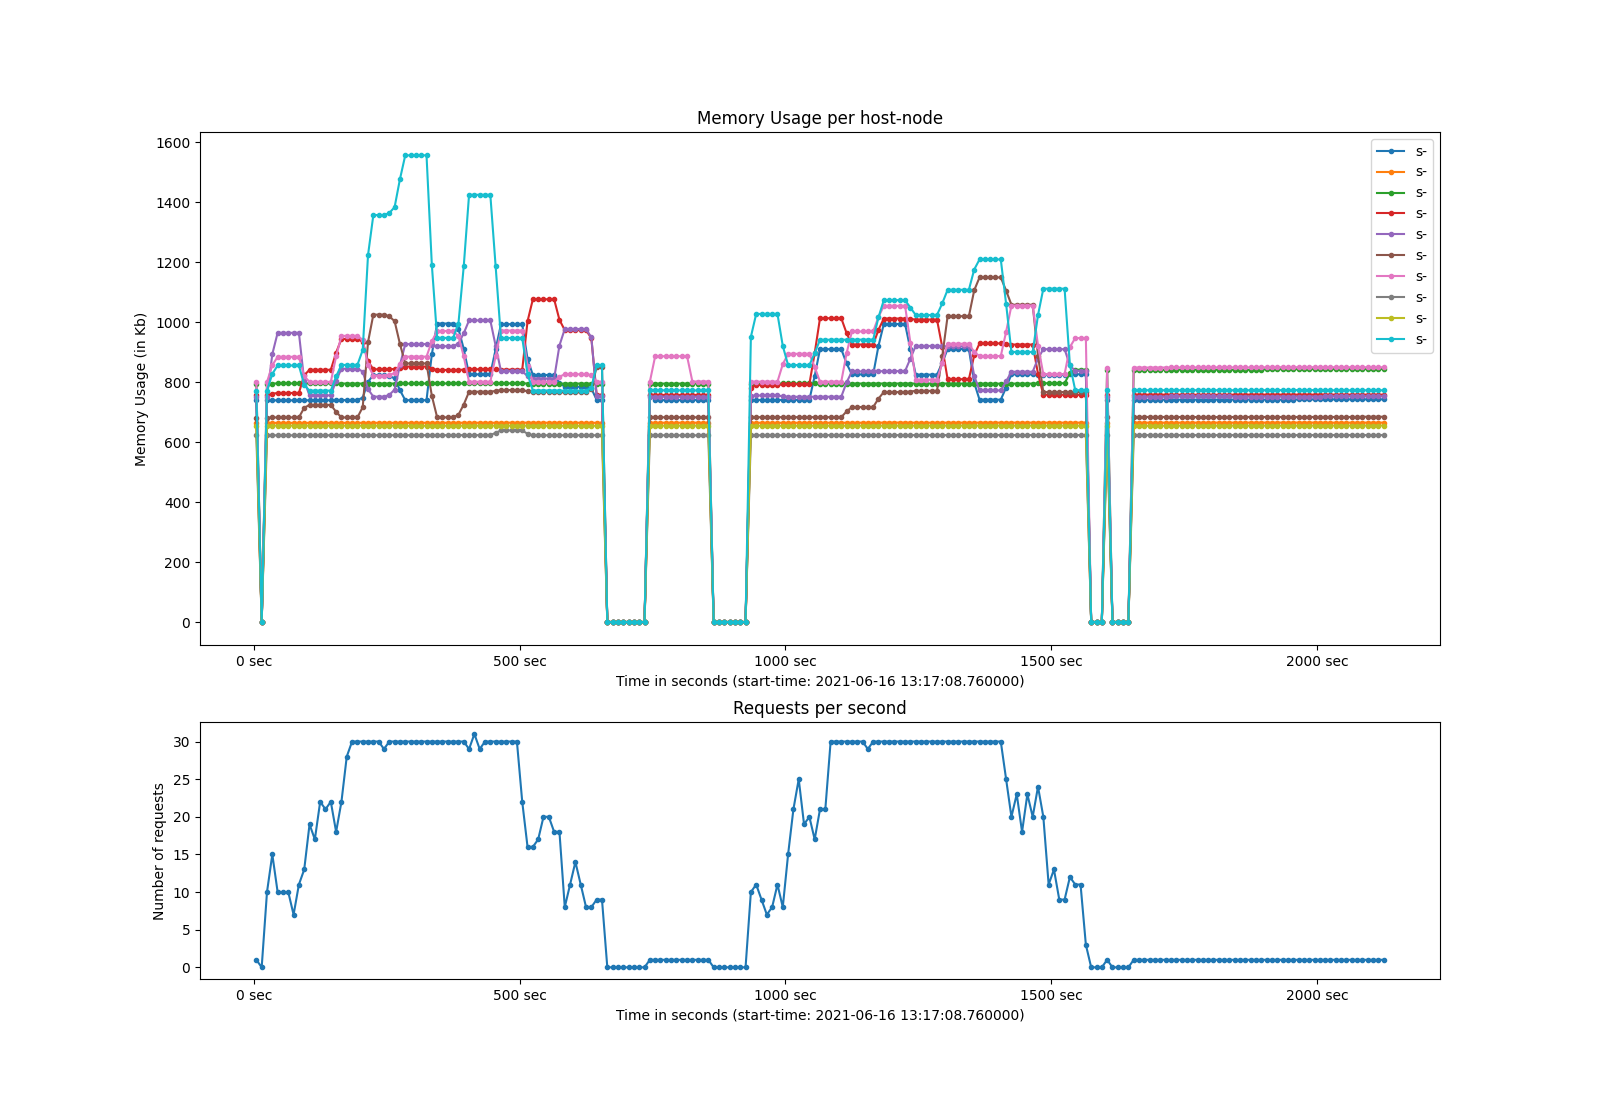 Memory Usage per host-node
1600
1400
1200
1000
800
600
400
200
0
Memory Usage (in Kb)
s-
s-
s-
s-
s-
s-
s-
s-
s-
s-
0 sec
500 sec
1000 sec
1500 sec
2000 sec
Time in seconds (start-time: 2021-06-16 13:17:08.760000)
Requests per second
30
25
20
15
10
5
0
Number of requests
0 sec
500 sec
1000 sec
1500 sec
2000 sec
Time in seconds (start-time: 2021-06-16 13:17:08.760000)